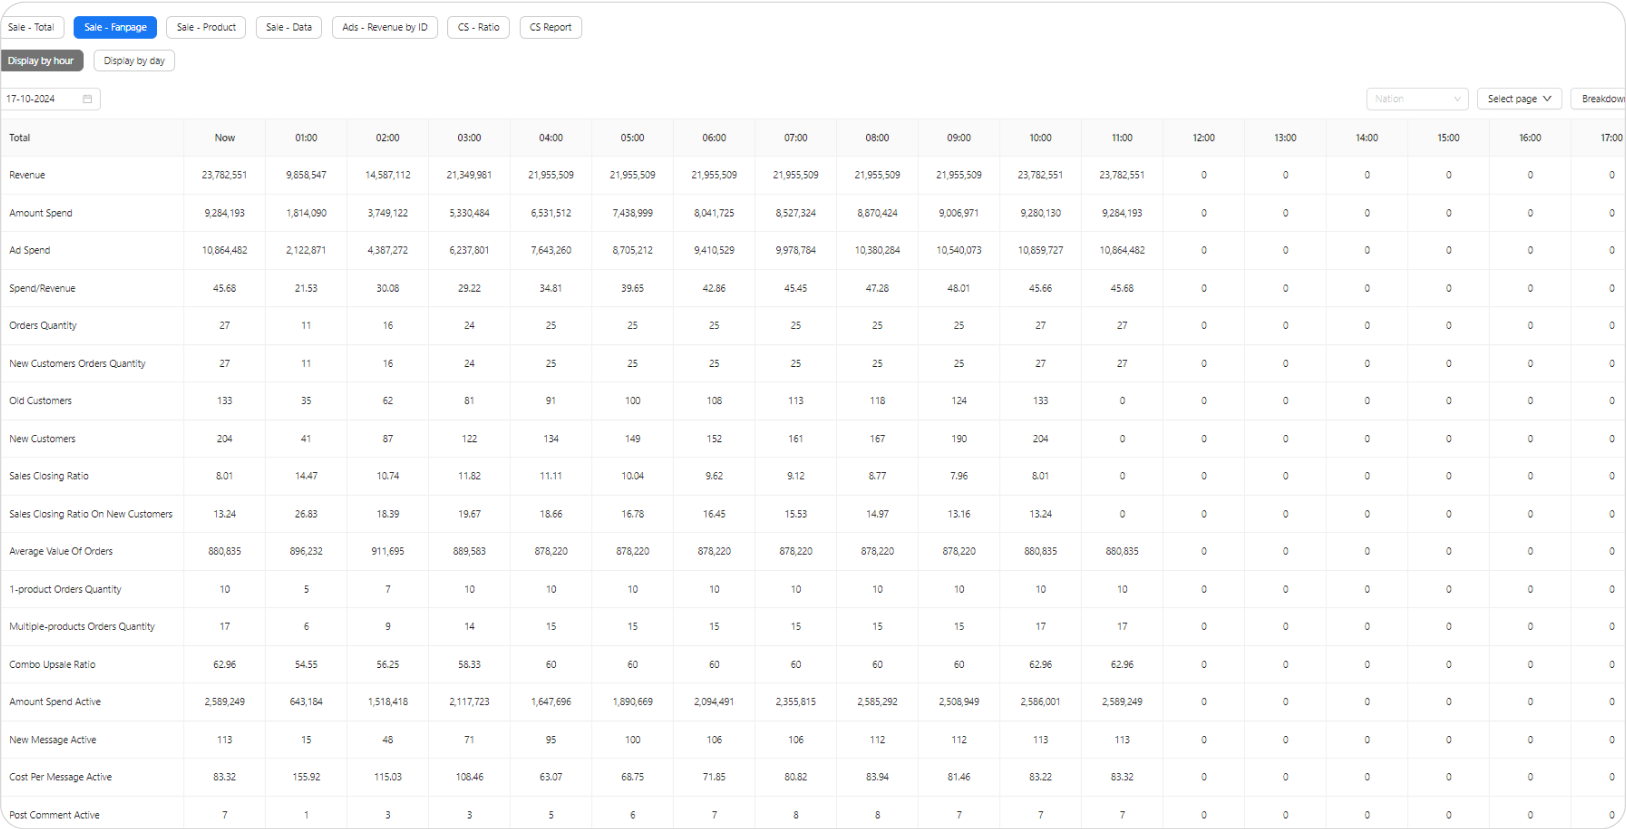 Sale - Total Sale - Fanpage Sale - Product Sale - Data Ads - Revenue by ID CS - Ratio CS Report
Display by hour Display by day
17-10-2024 Nation Select page Breakdown
Total Now 01:00 02:00 03:00 04:00 05:00 06:00 07:00 08:00 09:00 10:00 11:00 12:00 13:00 14:00 15:00 16:00 17:00
Revenue 23,782,551 9,858,547 14,587,112 21,349,981 21,955,509 21,955,509 21,955,509 21,955,509 21,955,509 21,955,509 23,782,551 23,782,551 0 0 0 0 0 0
Amount Spend 9,284,193 1,814,090 3,749,122 5,330,484 6,531,512 7,438,999 8,041,725 8,527,324 8,870,424 9,006,971 9,280,130 9,284,193 0 0 0 0 0 0
Ad Spend 10,864,482 2,122,871 4,387,272 6,237,801 7,643,260 8,705,212 9,410,529 9,978,784 10,380,284 10,540,073 10,859,727 10,864,482 0 0 0 0 0 0
Spend/Revenue 45.68 21.53 30.08 29.22 34.81 39.65 42.86 45.45 47.28 48.01 45.66 45.68 0 0 0 0 0 0
Orders Quantity 27 11 16 24 25 25 25 25 25 25 27 27 0 0 0 0 0 0
New Customers Orders Quantity 27 11 16 24 25 25 25 25 25 25 27 27 0 0 0 0 0 0
Old Customers 133 35 62 81 91 100 108 113 118 124 133 0 0 0 0 0 0 0
New Customers 204 41 87 122 134 149 152 161 167 190 204 0 0 0 0 0 0 0
Sales Closing Ratio 8.01 14.47 10.74 11.82 11.11 10.04 9.62 9.12 8.77 7.96 8.01 0 0 0 0 0 0 0
Sales Closing Ratio On New Customers 13.24 26.83 18.39 19.67 18.66 16.78 16.45 15.53 14.97 13.16 13.24 0 0 0 0 0 0 0
Average Value Of Orders 880,835 896,232 911,695 889,583 878,220 878,220 878,220 878,220 878,220 878,220 880,835 880,835 0 0 0 0 0 0
1-product Orders Quantity 10 5 7 10 10 10 10 10 10 10 10 10 0 0 0 0 0 0
Multiple-products Orders Quantity 17 6 9 14 15 15 15 15 15 15 17 17 0 0 0 0 0 0
Combo Upsale Ratio 62.96 54.55 56.25 58.33 60 60 60 60 60 60 62.96 62.96 0 0 0 0 0 0
Amount Spend Active 2,589,249 643,184 1,518,418 2,117,723 1,647,696 1,890,669 2,094,491 2,355,815 2,585,292 2,508,949 2,586,001 2,589,249 0 0 0 0 0 0
New Message Active 113 15 48 71 95 100 106 106 112 112 113 113 0 0 0 0 0 0
Cost Per Message Active 83.32 155.92 115.03 108.46 63.07 68.75 71.85 80.82 83.94 81.46 83.22 83.32 0 0 0 0 0 0
Post Comment Active 7 1 3 3 5 6 7 8 8 7 7 7 0 0 0 0 0 0